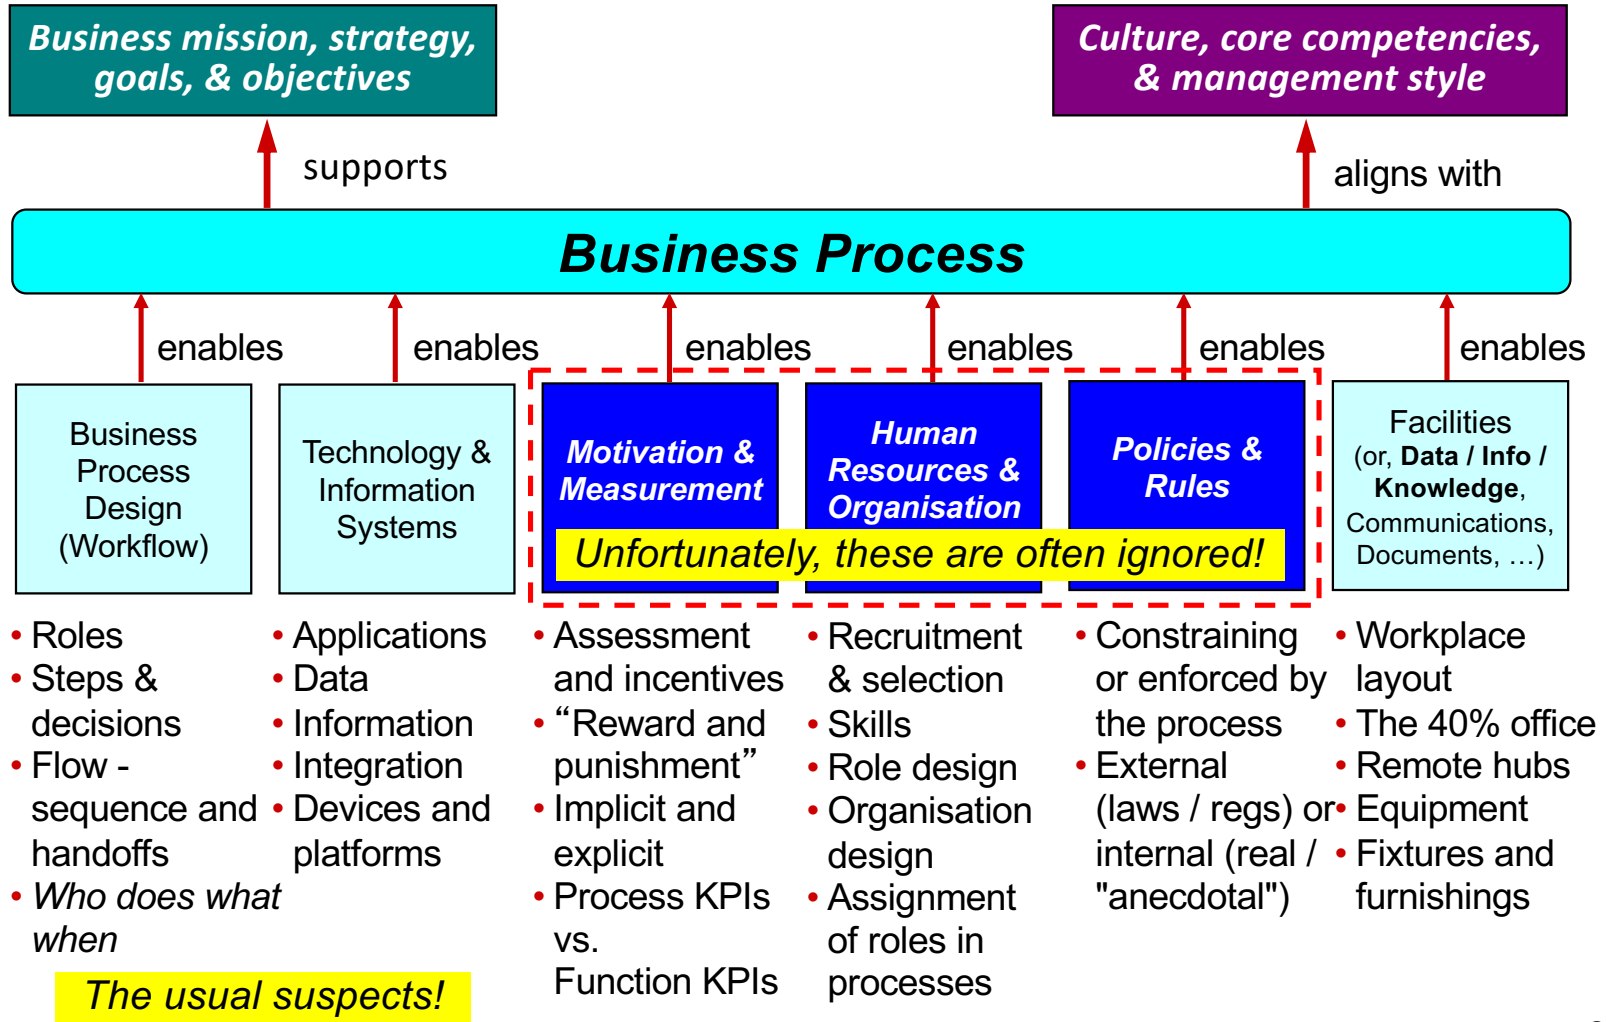 Business mission, strategy,
goals, & objectives
Culture, core competencies,
& management style
supports
aligns with
Business Process
enables
enables
enables
enables
enables
enables
Business
Process
Design
(Workflow)
Technology &
Information
Systems
Motivation &
Measurement
Human
Resources &
Organisation
Policies &
Rules
Unfortunately, these are often ignored!
Facilities
(or, Data / Info /
Knowledge,
Communications,
Documents, …)
• Roles
• Steps &
decisions
• Flow -
sequence and
handoffs
• Who does what
when
The usual suspects!
• Applications
• Data
• Information
• Integration
• Devices and
platforms
• Assessment
and incentives
• “Reward and
punishment”
• Implicit and
explicit
• Process KPIs
vs.
Function KPIs
• Recruitment
& selection
• Skills
• Role design
• Organisation
design
• Assignment
of roles in
processes
• Constraining
or enforced by
the process
• External
(laws / regs) or
internal (real /
"anecdotal")
• Workplace
layout
• The 40% office
• Remote hubs
• Equipment
• Fixtures and
furnishings